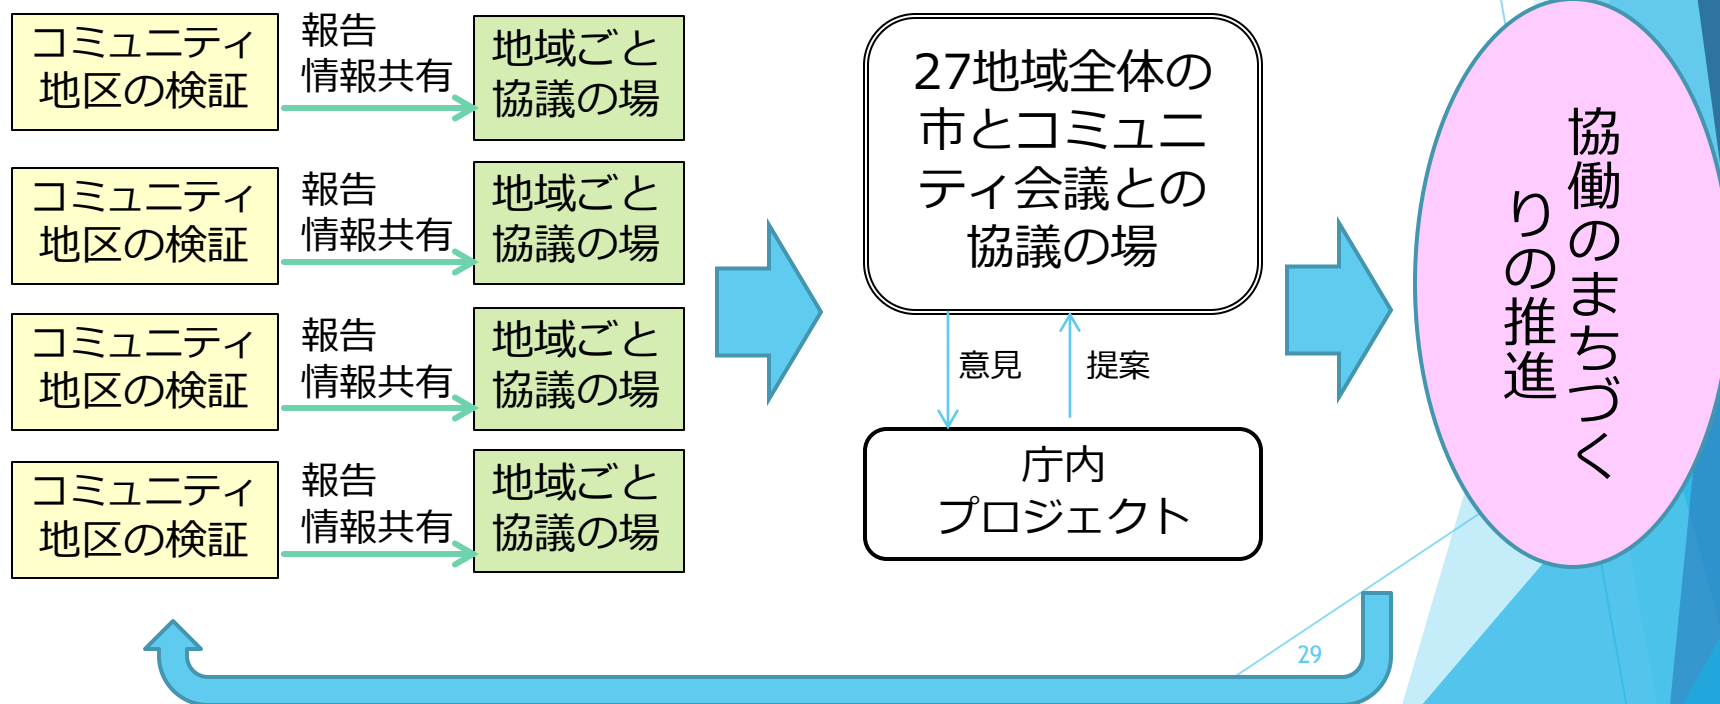 コミュニティ
地区の検証
報告
情報共有
地域ごと
協議の場
コミュニティ
地区の検証
報告
情報共有
地域ごと
協議の場
コミュニティ
地区の検証
報告
情報共有
地域ごと
協議の場
コミュニティ
地区の検証
報告
情報共有
地域ごと
協議の場
27地域全体の
市とコミュニ
ティ会議との
協議の場
意見
提案
庁内
プロジェクト
協働のまちづく
りの推進
29